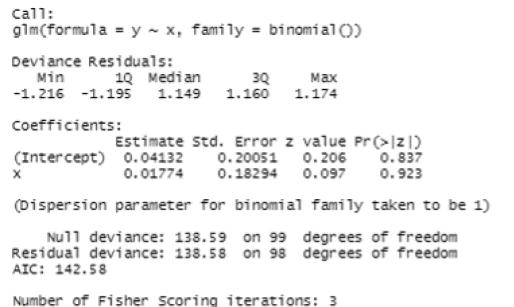 Call:
glm(formula = y ~ x, family = binomial())
Deviance Residuals:
Min 1Q Median 3Q Max
-1.216 -1.195 1.149 1.160 1.174
Coefficients:
Estimate Std. Error z value Pr(>|z|)
(Intercept) 0.04132 0.20051 0.206 0.837
x 0.01774 0.18294 0.097 0.923
(Dispersion parameter for binomial family taken to be 1)
Null deviance: 138.59 on 99 degrees of freedom
Residual deviance: 138.58 on 98 degrees of freedom
AIC: 142.58
Number of Fisher Scoring iterations: 3